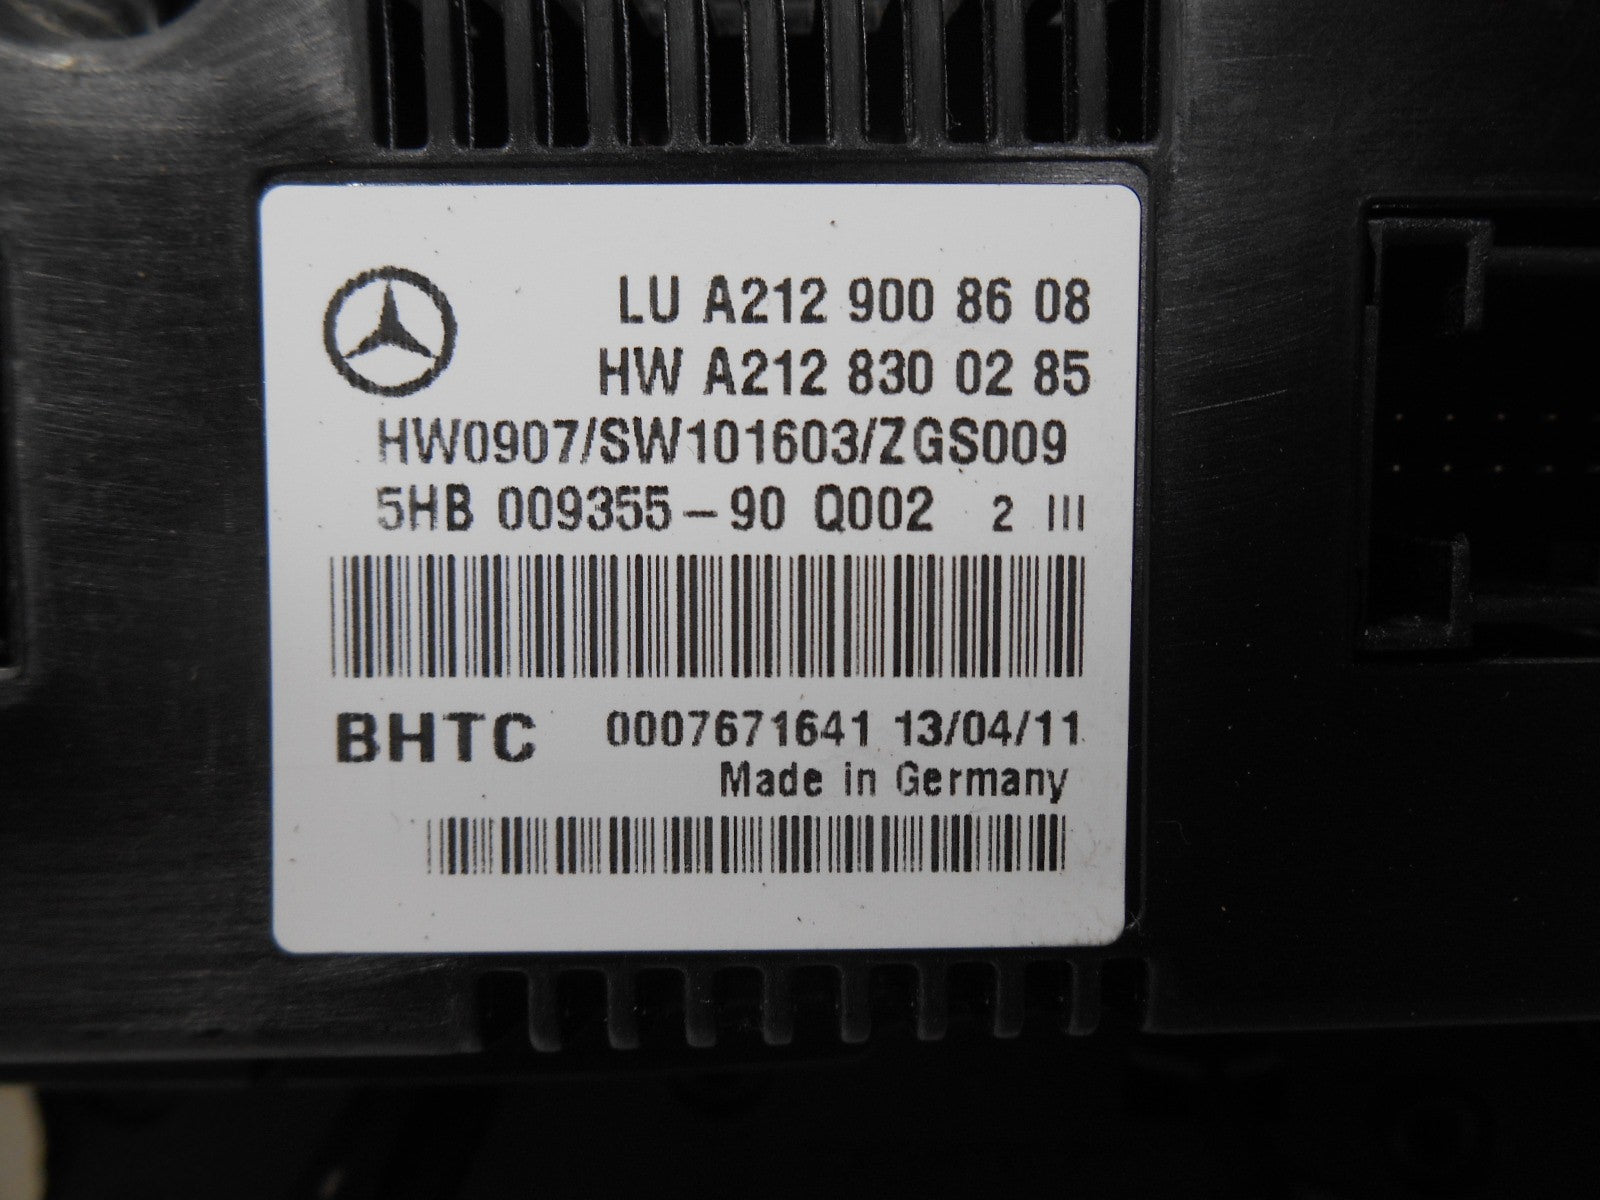 LU A212 900 86 08
HW A212 830 02 85
HW0907/SW101603/ZGS009
5HB 009355-90 Q002 2 III
BHTC 0007671641 13/04/11
Made in Germany